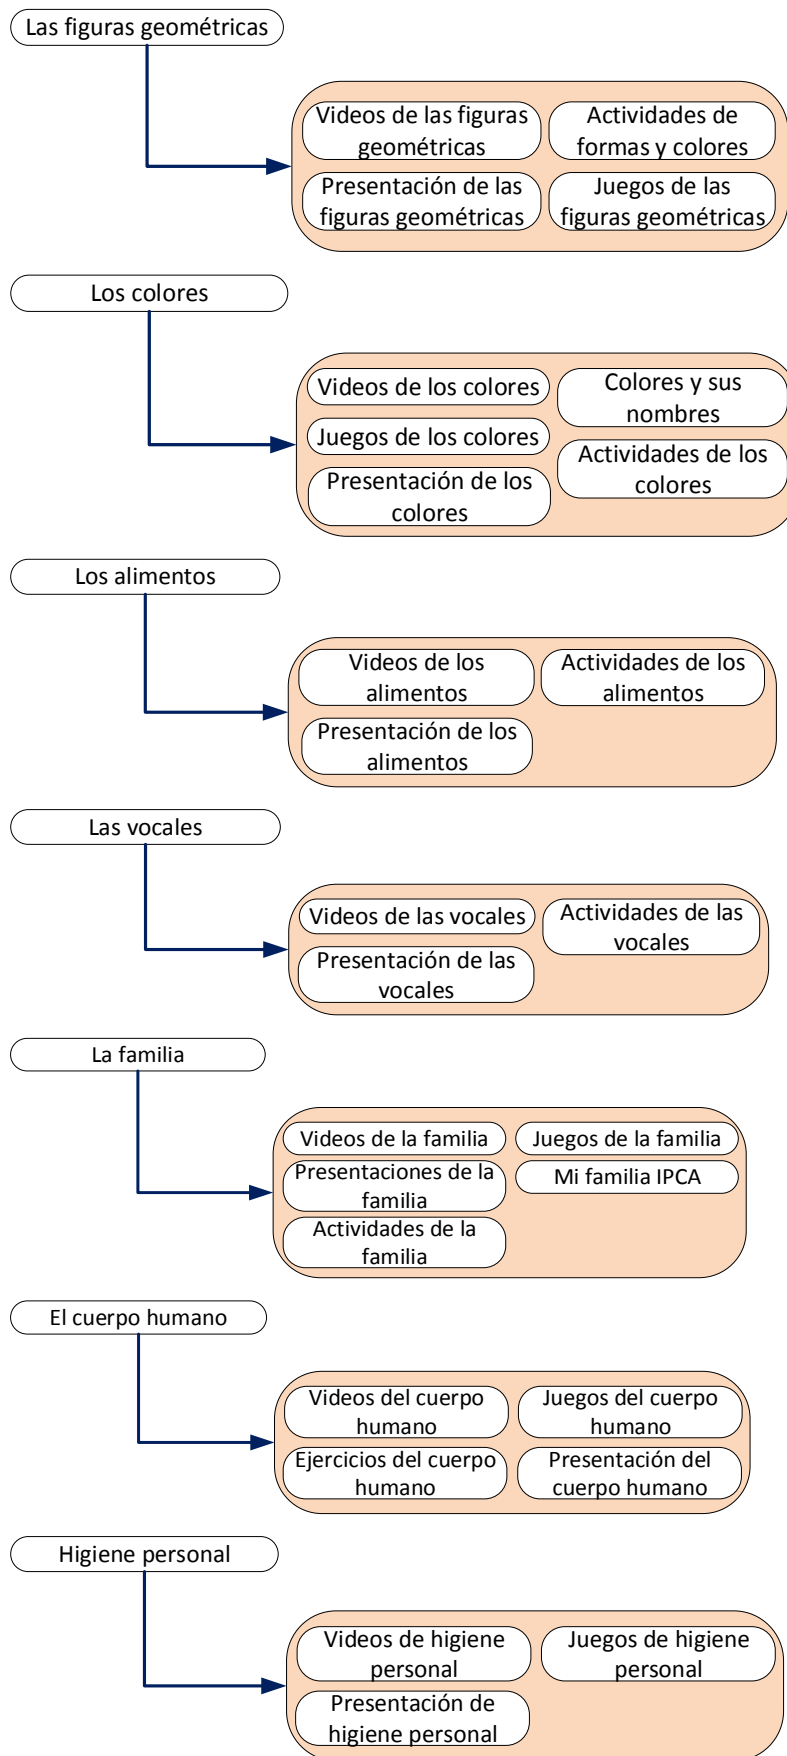 Las figuras geométricas
Videos de las figuras
geométricas
Actividades de
formas y colores
Presentación de las
figuras geométricas
Juegos de las
figuras geométricas
Los colores
Videos de los colores
Colores y sus
nombres
Juegos de los colores
Actividades de los
colores
Presentación de los
colores
Los alimentos
Videos de los
alimentos
Actividades de los
alimentos
Presentación de los
alimentos
Las vocales
Videos de las vocales
Actividades de las
vocales
Presentación de las
vocales
La familia
Videos de la familia
Juegos de la familia
Presentaciones de la
familia
Mi familia IPCA
Actividades de la
familia
El cuerpo humano
Videos del cuerpo
humano
Juegos del cuerpo
humano
Ejercicios del cuerpo
humano
Presentación del
cuerpo humano
Higiene personal
Videos de higiene
personal
Juegos de higiene
personal
Presentación de
higiene personal